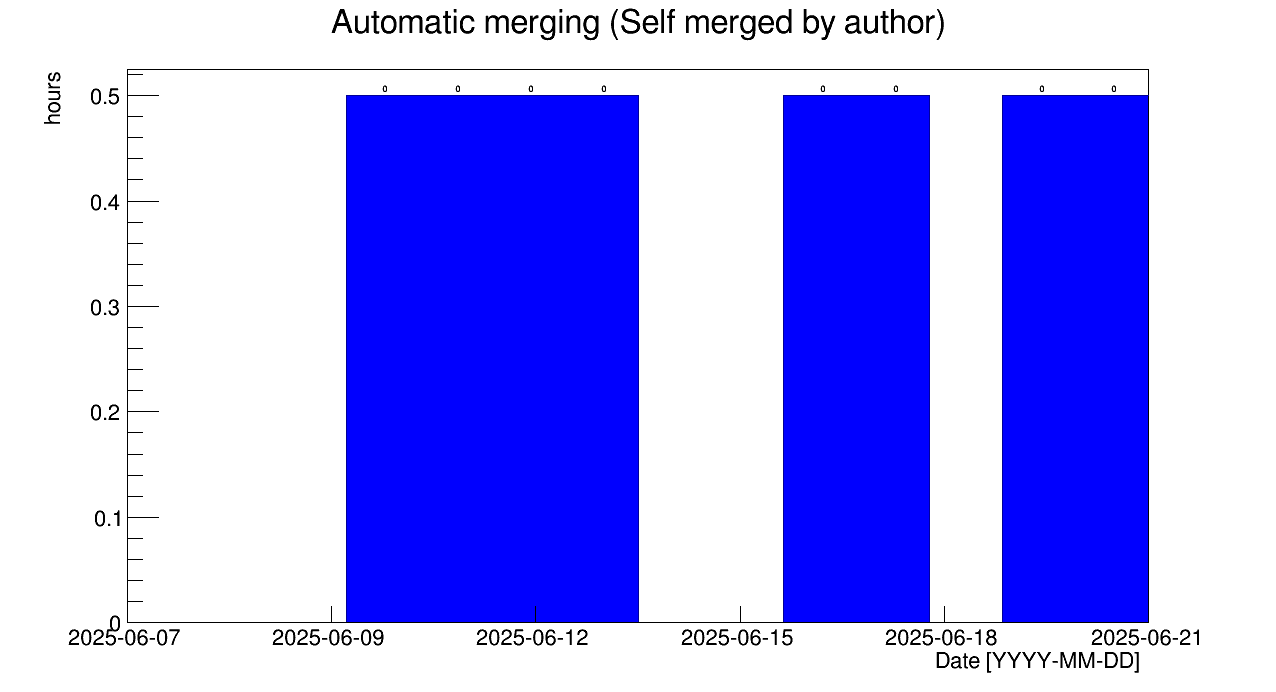 Automatic merging (Self merged by author)
hours
0 0 0 0 0 0 0 0
0.5
0.4
0.3
0.2
0.1
0
2025-06-07 2025-06-09 2025-06-12 2025-06-15 2025-06-18 2025-06-21
Date [YYYY-MM-DD]